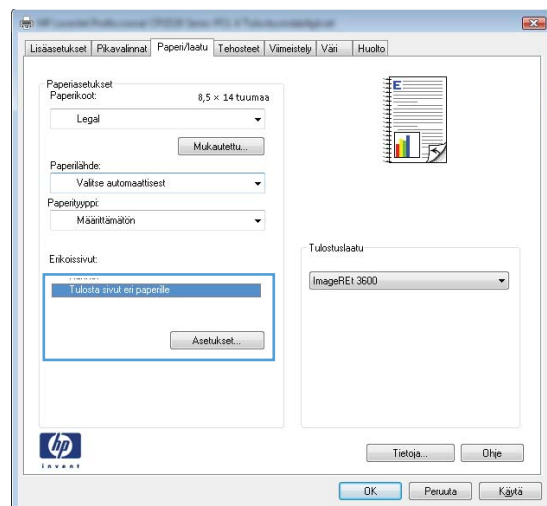 Lisäasetukset Pikavalinnat Paperi/laatu Tehosteet Viimeistely Väri Huolto
Paperiasetukset
Paperikoot: 8,5 × 14 tuumaa
Legal
Mukautettu...
Paperilähde:
Valitse automaattisest
Paperityyppi:
Määrittämätön
Erikoissivut:
Tulosta sivut eri paperille
Asetukset...
E
Tulostuslaatu
ImageREt 3600
hp
invent
Tietoja... Ohje
OK Peruuta Käytä